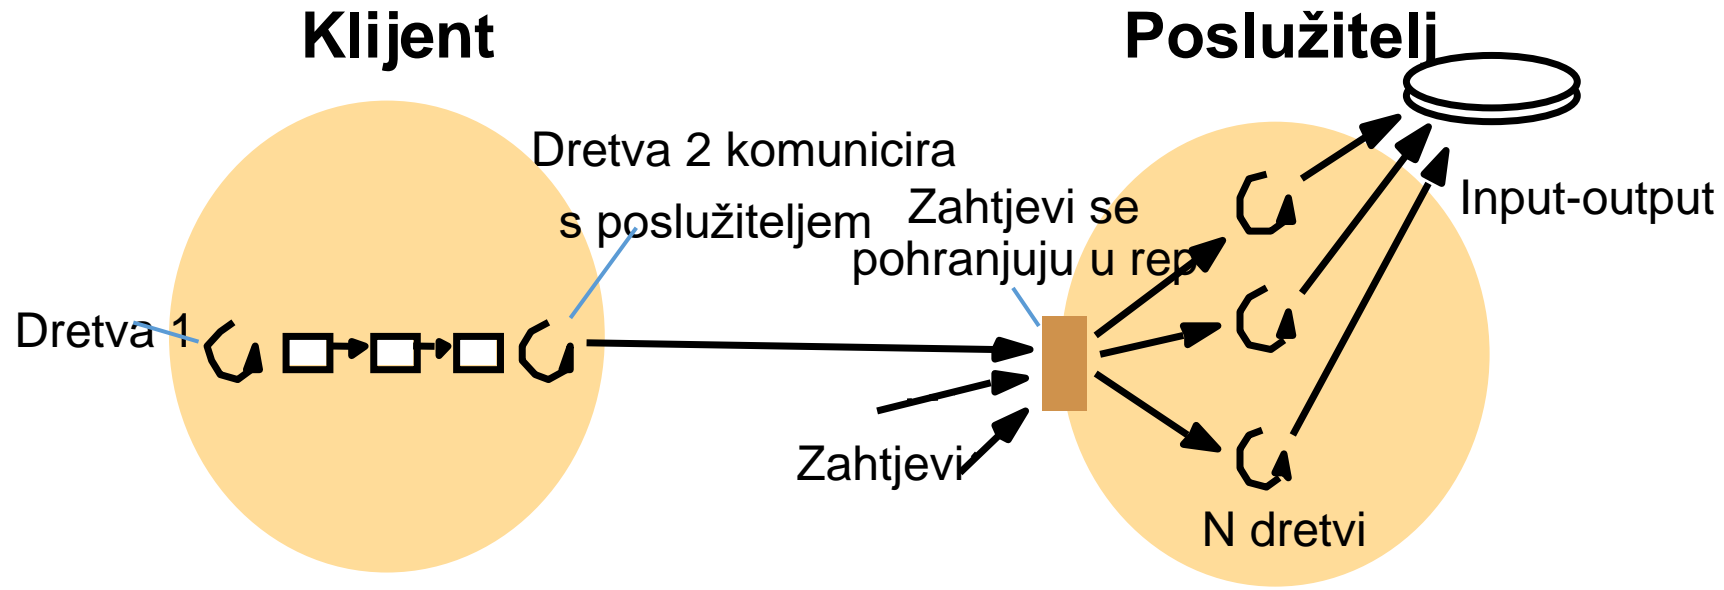 Klijent
Poslužitelj
Dretva 2 komunicira
s poslužiteljem
Zahtjevi se
pohranjuju u rep
Input-output
Dretva 1
Zahtjevi
N dretvi